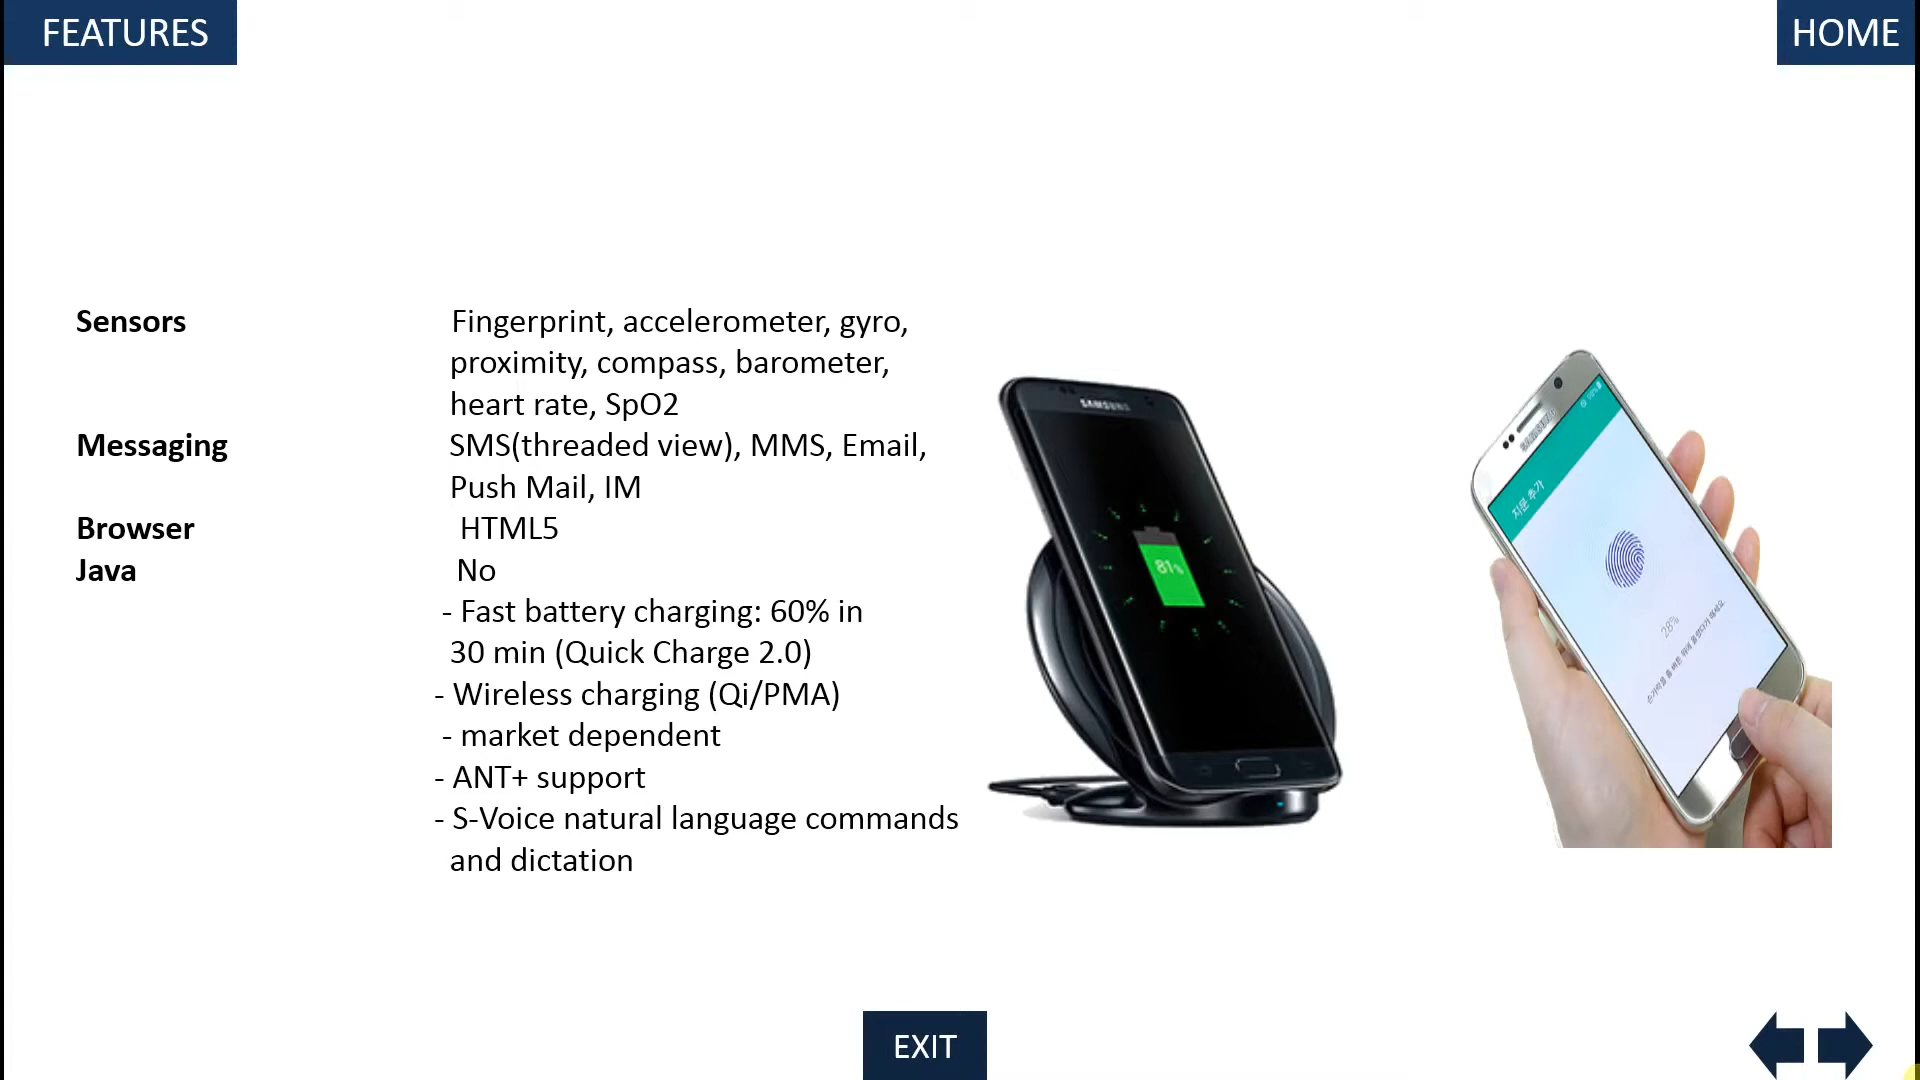 FEATURES
HOME
Sensors Fingerprint, accelerometer, gyro,
proximity, compass, barometer,
heart rate, SpO2
Messaging SMS(threaded view), MMS, Email,
Push Mail, IM
Browser HTML5
Java No
- Fast battery charging: 60% in
30 min (Quick Charge 2.0)
- Wireless charging (Qi/PMA)
- market dependent
- ANT+ support
- S-Voice natural language commands
and dictation
SAMSUNG
81%
SAMSUNG
지문 추가
28%
EXIT